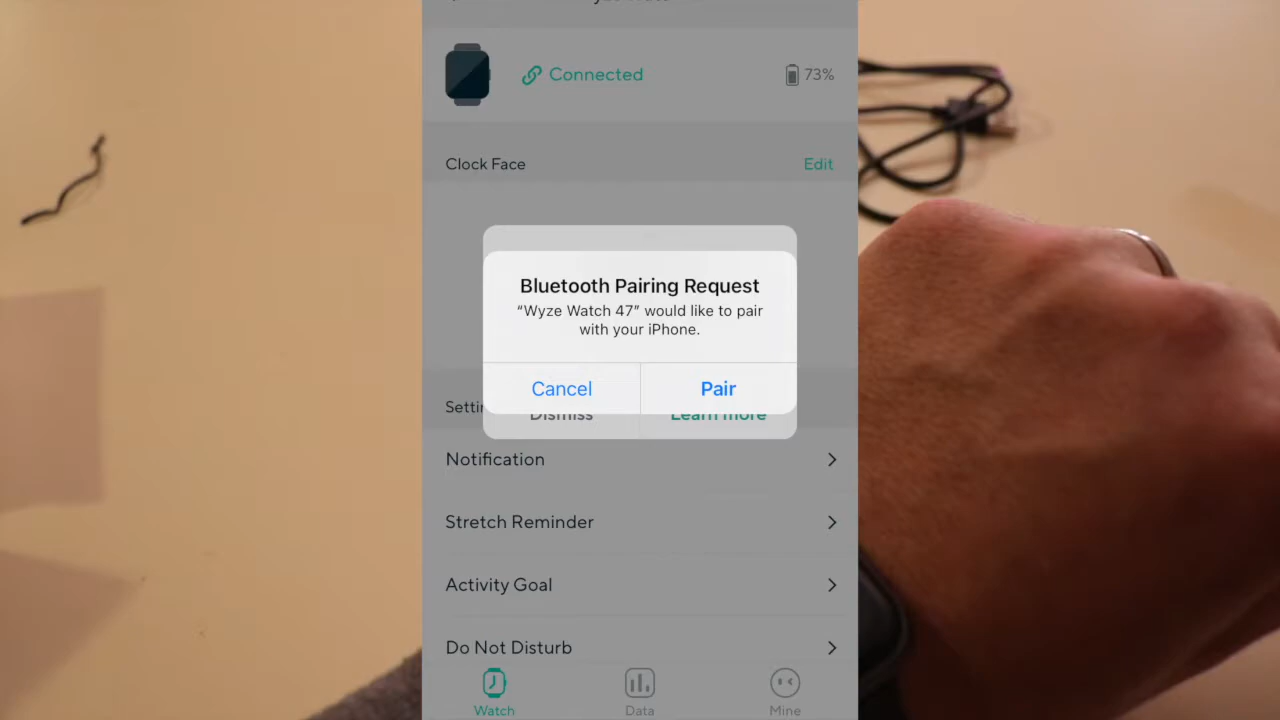 Connected
73%
Clock Face
Edit
Bluetooth Pairing Request
“Wyze Watch 47” would like to pair
with your iPhone.
Cancel
Pair
Dismiss
Learn more
Notification
Stretch Reminder
Activity Goal
Do Not Disturb
Watch
Data
Mine